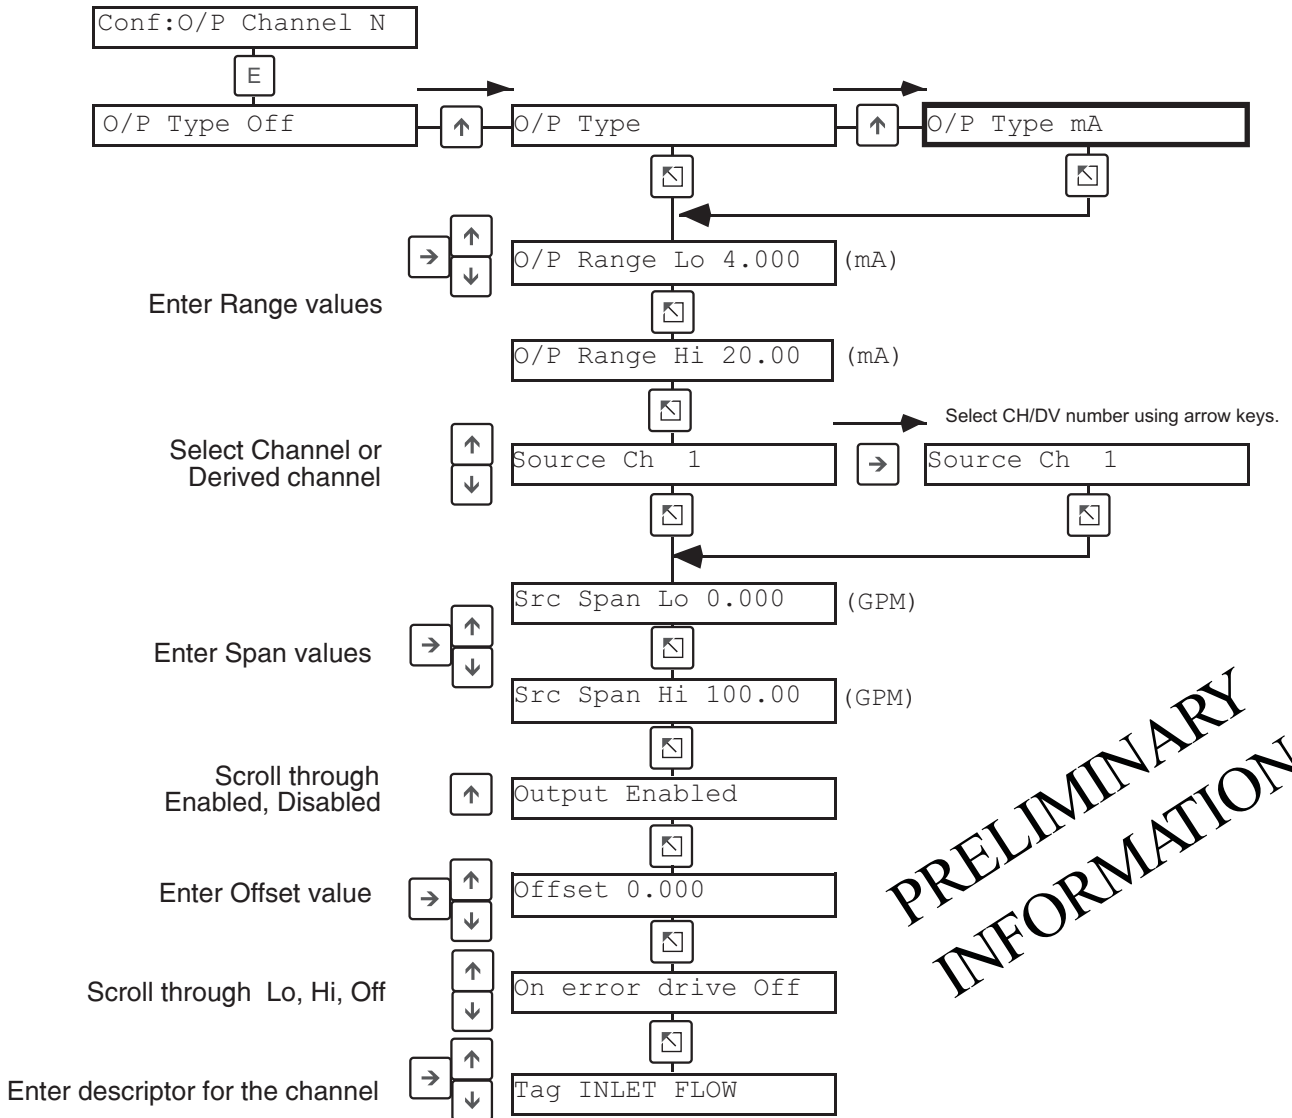 Conf:O/P Channel N
E
O/P Type Off
O/P Type
O/P Type mA
O/P Range Lo 4.000 (mA)
Enter Range values
O/P Range Hi 20.00 (mA)
Select CH/DV number using arrow keys.
Select Channel or
Derived channel
Source Ch 1
Source Ch 1
Src Span Lo 0.000 (GPM)
Enter Span values
Src Span Hi 100.00 (GPM)
Scroll through
Enabled, Disabled
Output Enabled
Enter Offset value
Offset 0.000
Scroll through Lo, Hi, Off
On error drive Off
Enter descriptor for the channel
Tag INLET FLOW
PRELIMINARY
INFORMATION